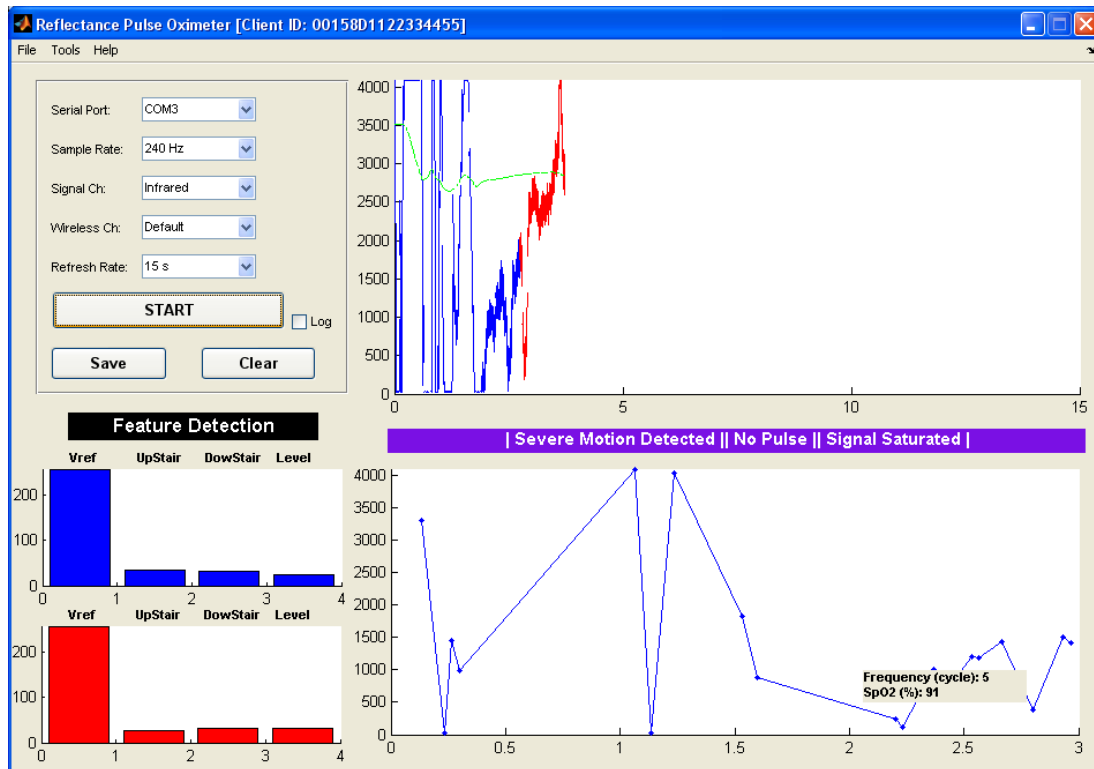 Reflectance Pulse Oximeter [Client ID: 00158D1122334455]
File Tools Help
Serial Port: COM3
Sample Rate: 240 Hz
Signal Ch: Infrared
Wireless Ch: Default
Refresh Rate: 15 s
START
Log
Save Clear
4000
3500
3000
2500
2000
1500
1000
500
0
0 5 10 15
Feature Detection
Vref UpStair DowStair Level
200
100
0
0 1 2 3 4
Vref UpStair DowStair Level
200
100
0
0 1 2 3 4
| Severe Motion Detected || No Pulse || Signal Saturated |
4000
3500
3000
2500
2000
1500
1000
500
0
Frequency (cycle): 5
SpO2 (%): 91
0 0.5 1 1.5 2 2.5 3